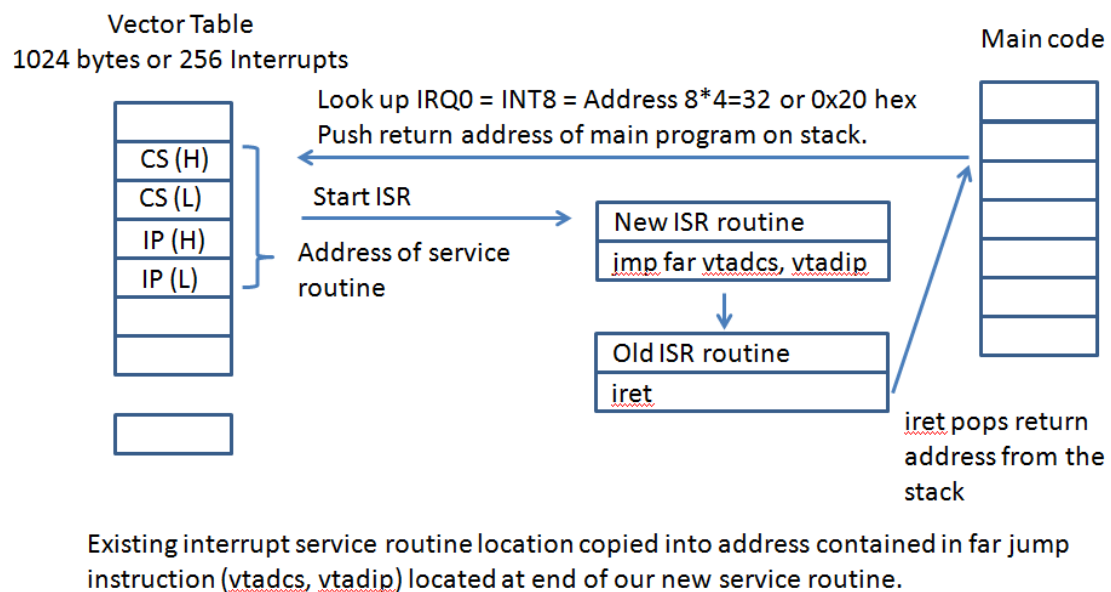 Vector Table
1024 bytes or 256 Interrupts
Main code
Look up IRQ0 = INT8 = Address 8*4=32 or 0x20 hex
Push return address of main program on stack.
CS (H)
CS (L)
IP (H)
IP (L)
Start ISR
Address of service
routine
New ISR routine
jmp far vtadcs, vtadip
Old ISR routine
iret
iret pops return
address from the
stack
Existing interrupt service routine location copied into address contained in far jump
instruction (vtadcs, vtadip) located at end of our new service routine.